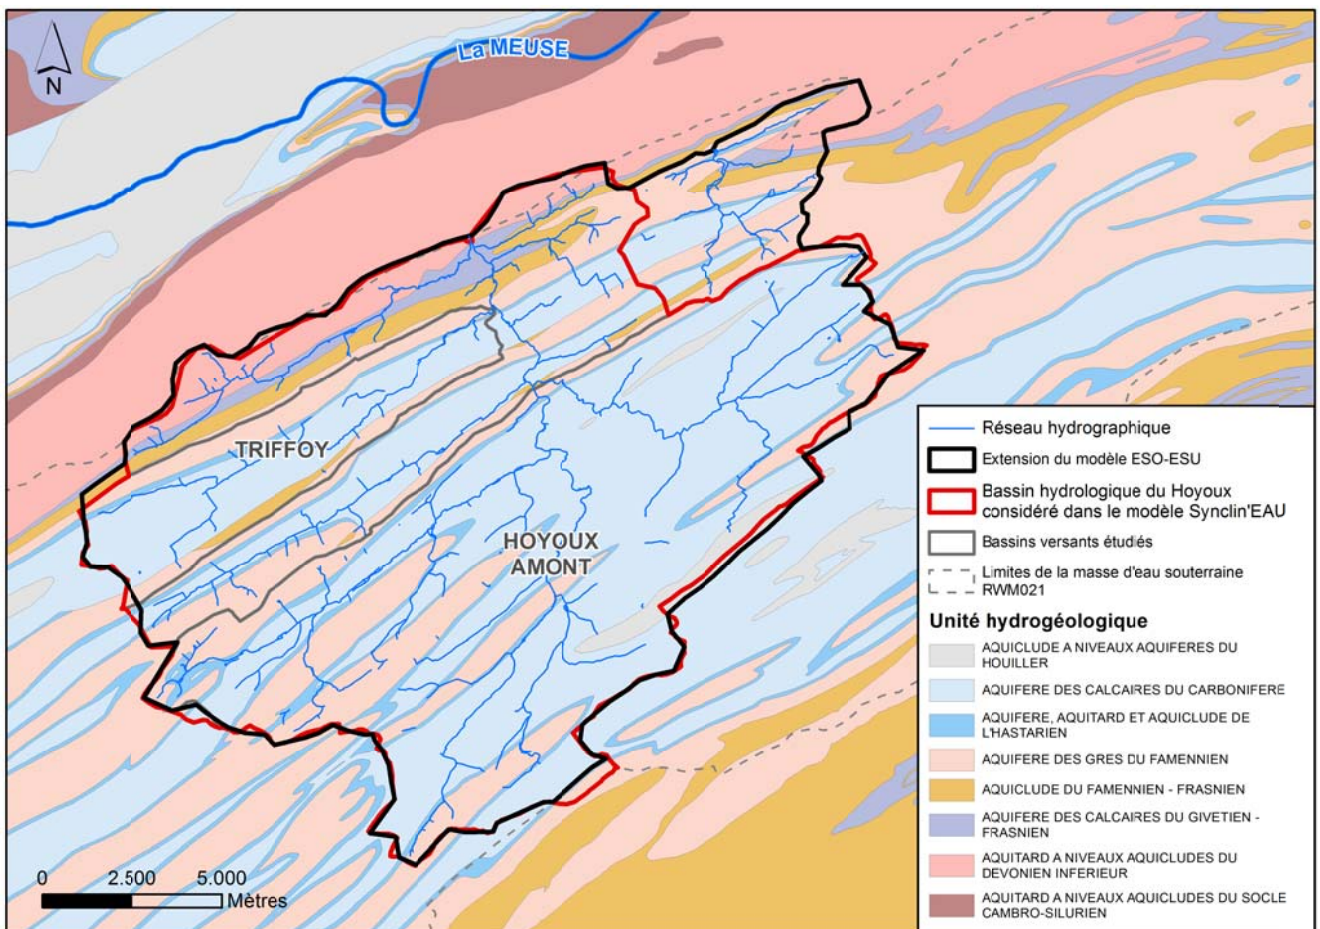 La MEUSE
N
TRIFFOY
HOYOUX
AMONT
0 2.500 5.000
Mètres
Réseau hydrographique
Extension du modèle ESO-ESU
Bassin hydrologique du Hoyoux
considéré dans le modèle Synclin'EAU
Bassins versants étudiés
Limites de la masse d'eau souterraine
RWM021
Unité hydrogéologique
AQUICLUDE A NIVEAUX AQUIFERES DU
HOUILLER
AQUIFERE DES CALCAIRES DU CARBONIFERE
AQUIFERE, AQUITARD ET AQUICLUDE DE
L'HASTARIEN
AQUIFERE DES GRES DU FAMENNIEN
AQUICLUDE DU FAMENNIEN - FRASNIEN
AQUIFERE DES CALCAIRES DU GIVETIEN -
FRASNIEN
AQUITARD A NIVEAUX AQUICLUDES DU
DEVONIEN INFERIEUR
AQUITARD A NIVEAUX AQUICLUDES DU SOCLE
CAMBRO-SILURIEN